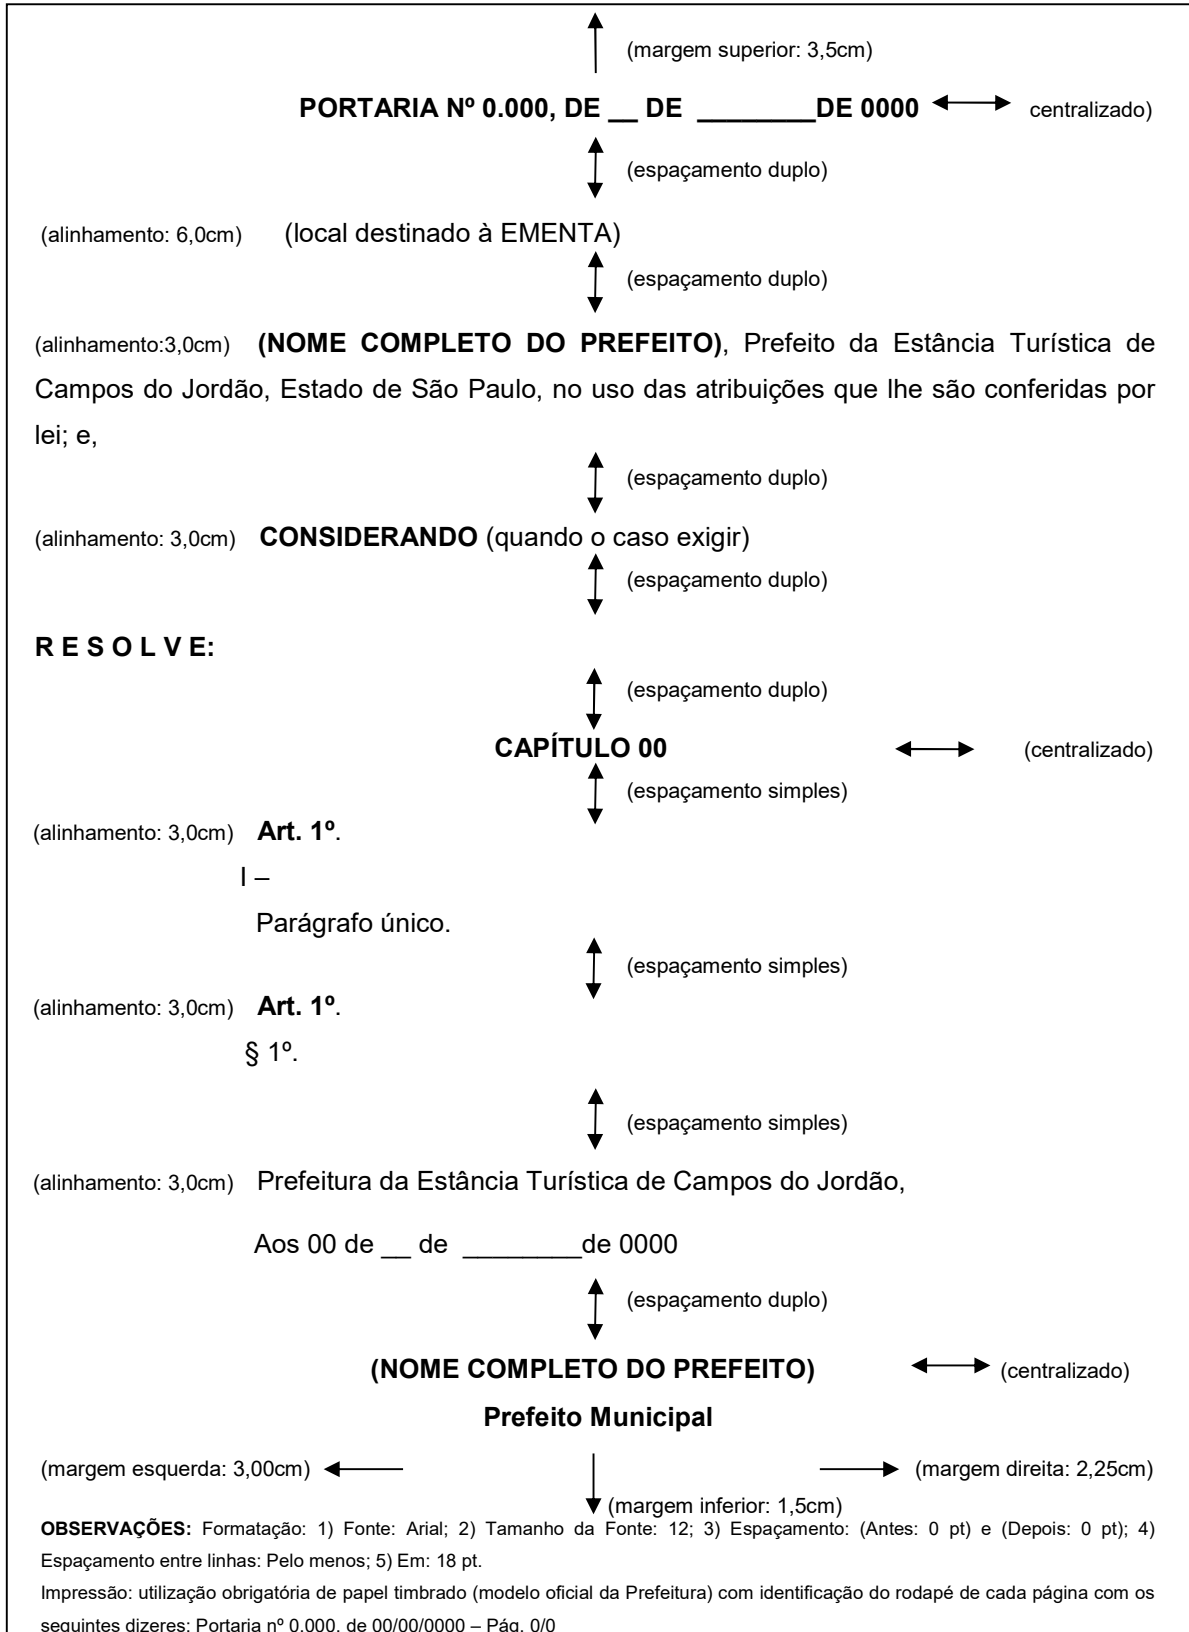 (margem superior: 3,5cm)
PORTARIA Nº 0.000, DE __ DE ________DE 0000 centralizado)
(espaçamento duplo)
(alinhamento: 6,0cm) (local destinado à EMENTA)
(espaçamento duplo)
(alinhamento:3,0cm) (NOME COMPLETO DO PREFEITO), Prefeito da Estância Turística de
Campos do Jordão, Estado de São Paulo, no uso das atribuições que lhe são conferidas por
lei; e,
(espaçamento duplo)
(alinhamento: 3,0cm) CONSIDERANDO (quando o caso exigir)
(espaçamento duplo)
R E S O L V E:
(espaçamento duplo)
CAPÍTULO 00 (centralizado)
(espaçamento simples)
(alinhamento: 3,0cm) Art. 1º.
I –
Parágrafo único.
(espaçamento simples)
(alinhamento: 3,0cm) Art. 1º.
§ 1º.
(espaçamento simples)
(alinhamento: 3,0cm) Prefeitura da Estância Turística de Campos do Jordão,
Aos 00 de __ de ________de 0000
(espaçamento duplo)
(NOME COMPLETO DO PREFEITO) (centralizado)
Prefeito Municipal
(margem esquerda: 3,00cm) (margem direita: 2,25cm)
(margem inferior: 1,5cm)
OBSERVAÇÕES: Formatação: 1) Fonte: Arial; 2) Tamanho da Fonte: 12; 3) Espaçamento: (Antes: 0 pt) e (Depois: 0 pt); 4)
Espaçamento entre linhas: Pelo menos; 5) Em: 18 pt.
Impressão: utilização obrigatória de papel timbrado (modelo oficial da Prefeitura) com identificação do rodapé de cada página com os
seguintes dizeres: Portaria nº 0.000, de 00/00/0000 – Pág. 0/0